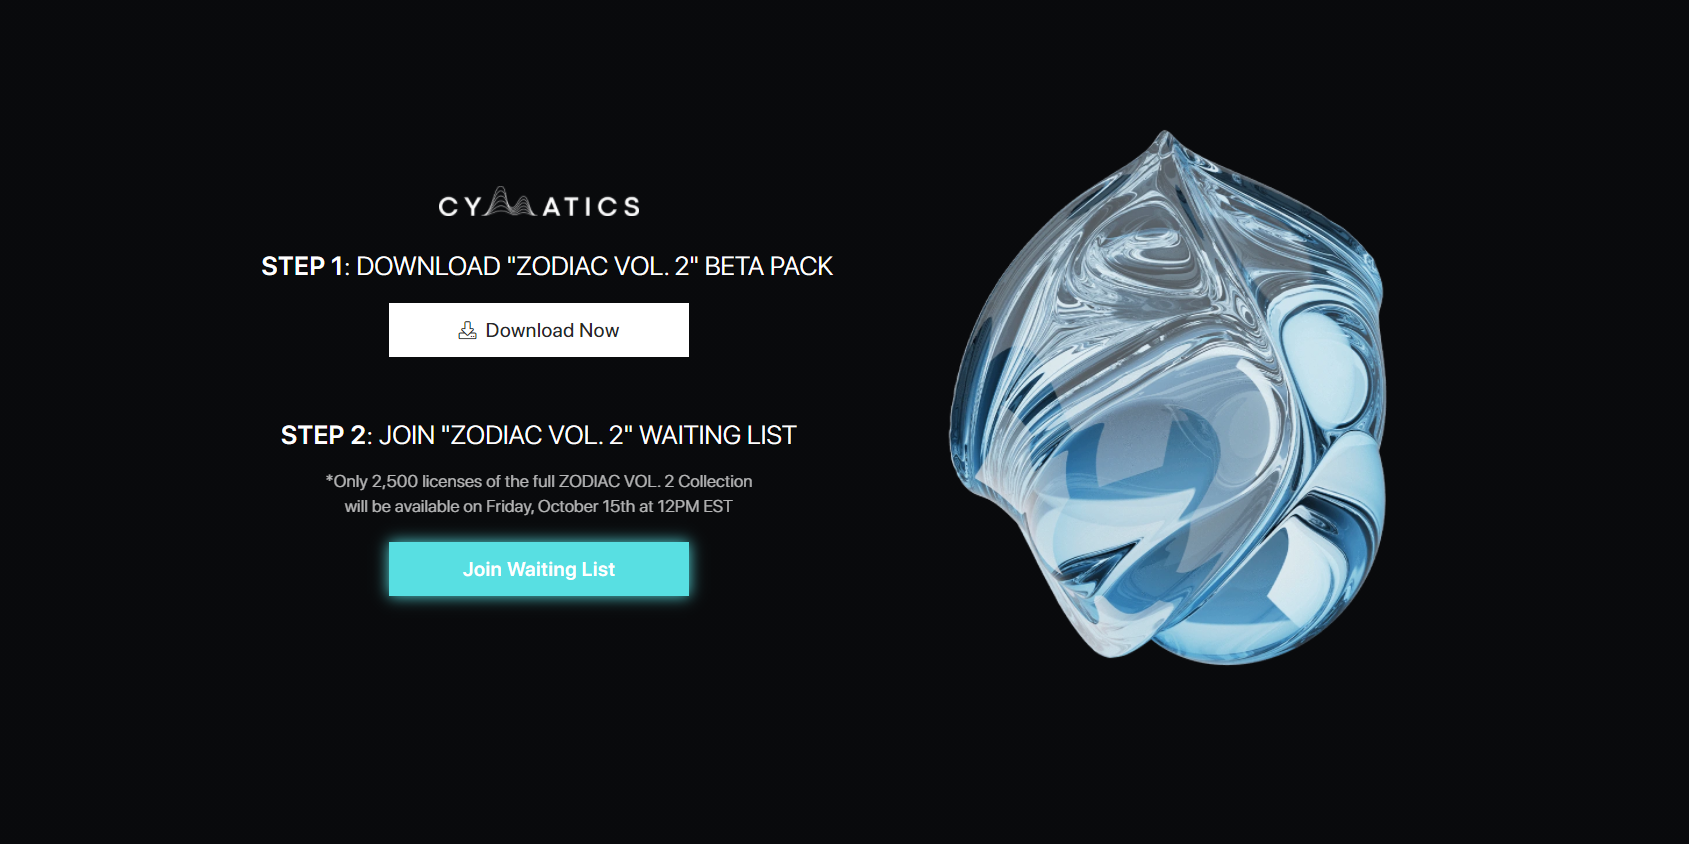 CYMATICS
STEP 1: DOWNLOAD "ZODIAC VOL. 2" BETA PACK
Download Now
STEP 2: JOIN "ZODIAC VOL. 2" WAITING LIST
*Only 2,500 licenses of the full ZODIAC VOL. 2 Collection
will be available on Friday, October 15th at 12PM EST
Join Waiting List